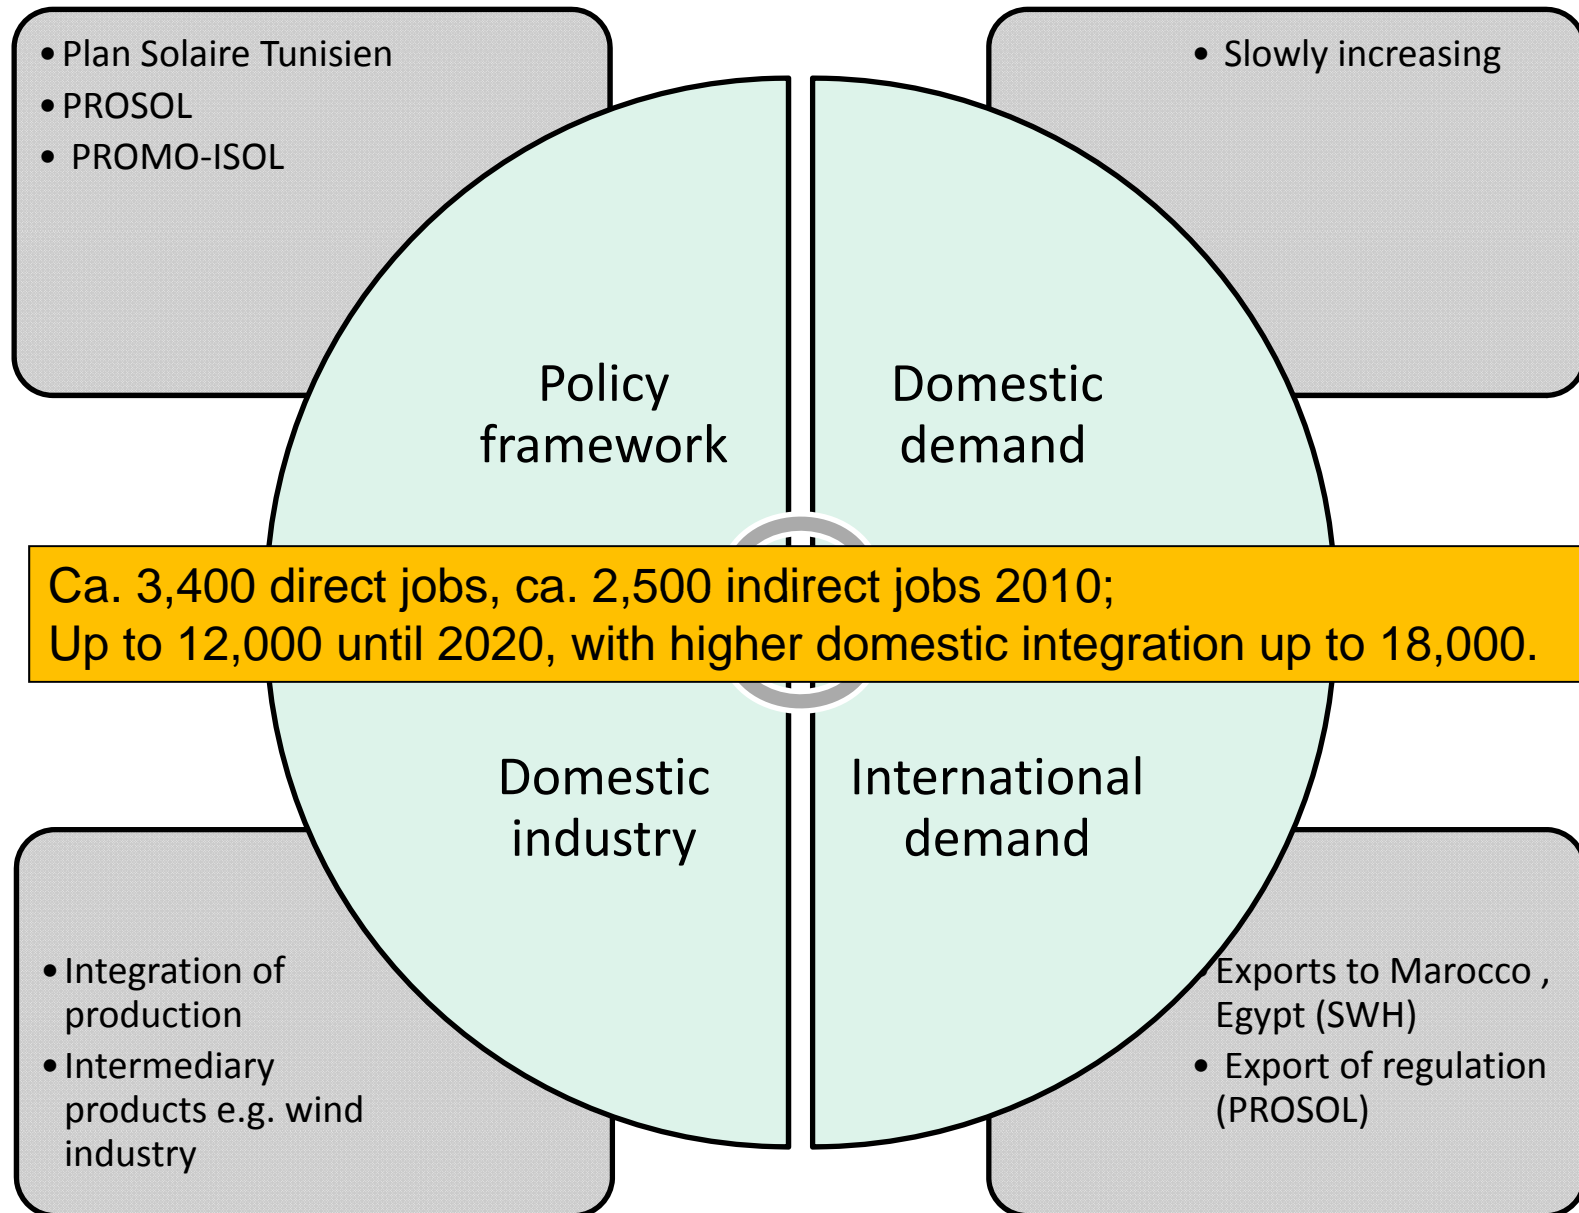 • Plan Solaire Tunisien
• PROSOL
• PROMO-ISOL
• Slowly increasing
Policy
framework
Domestic
demand
Ca. 3,400 direct jobs, ca. 2,500 indirect jobs 2010;
Up to 12,000 until 2020, with higher domestic integration up to 18,000.
Domestic
industry
International
demand
• Integration of
production
• Intermediary
products e.g. wind
industry
• Exports to Marocco ,
Egypt (SWH)
• Export of regulation
(PROSOL)